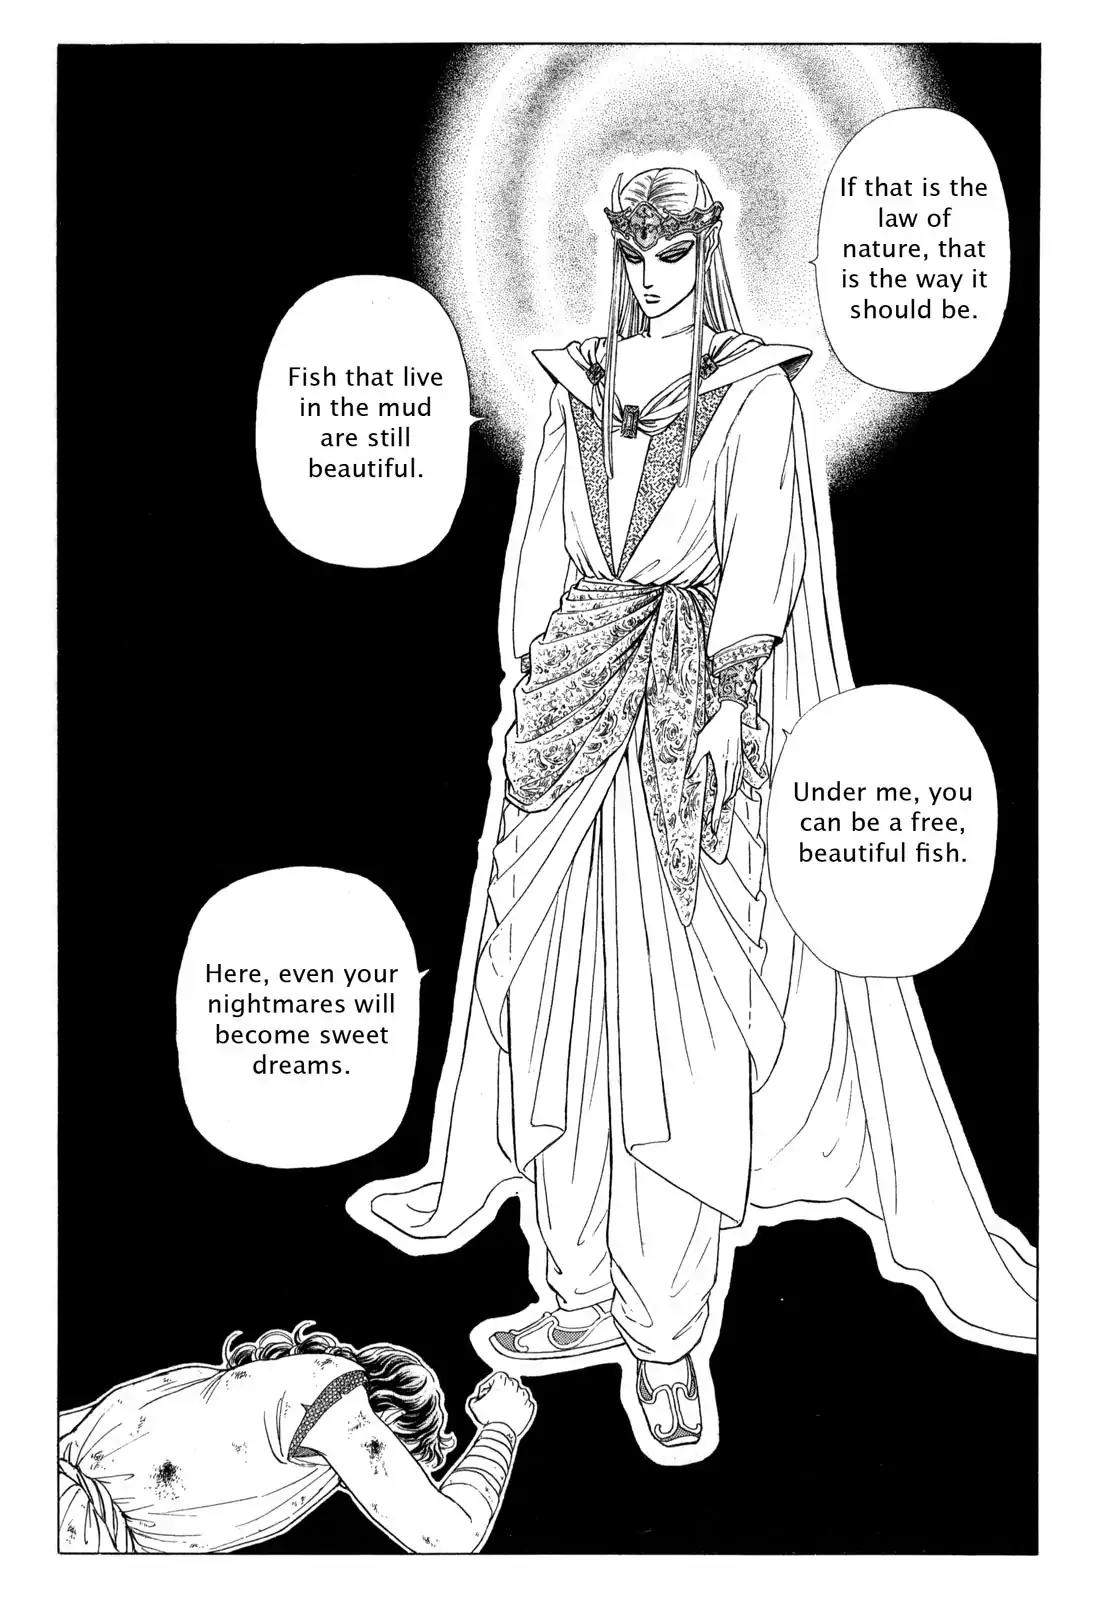 If that is the
law of
nature, that
is the way it
should be.
Fish that live
in the mud
are still
beautiful.
Under me, you
can be a free,
beautiful fish.
Here, even your
nightmares will
become sweet
dreams.